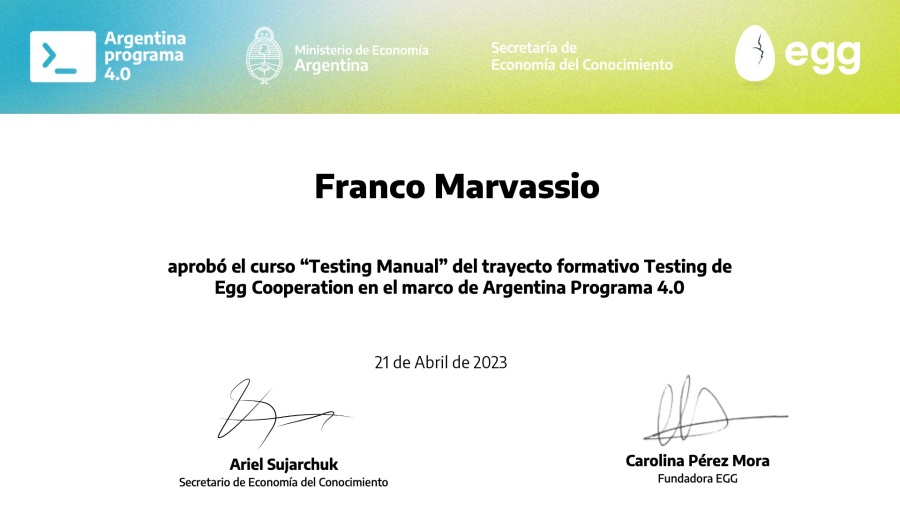 Argentina
programa
4.0
Ministerio de Economía
Argentina
Secretaría de
Economía del Conocimiento
egg
Franco Marvassio
aprobó el curso “Testing Manual” del trayecto formativo Testing de
Egg Cooperation en el marco de Argentina Programa 4.0
21 de Abril de 2023
Ariel Sujarchuk
Secretario de Economía del Conocimiento
Carolina Pérez Mora
Fundadora EGG